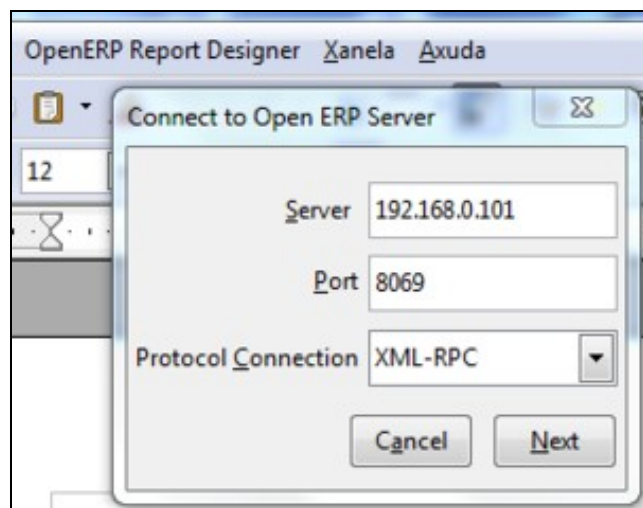 OpenERP Report Designer Xanela Axuda
Connect to Open ERP Server
12
Server 192.168.0.101
Port 8069
Protocol Connection XML-RPC
Cancel Next